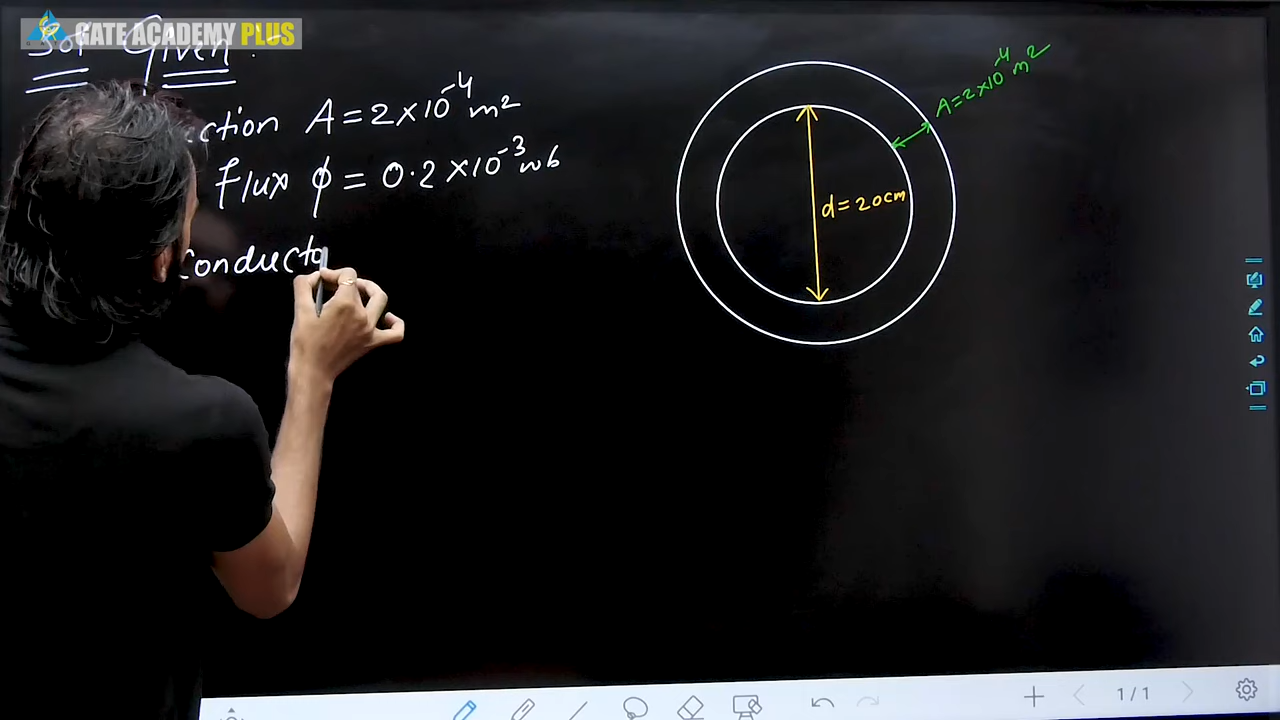 GATE ACADEMY PLUS
Sol Given :-
ction A = 2×10⁻⁴ m²
flux ϕ = 0.2×10⁻³ wb
conducto
A=2×10⁻⁴ m²
d = 20cm
1/1